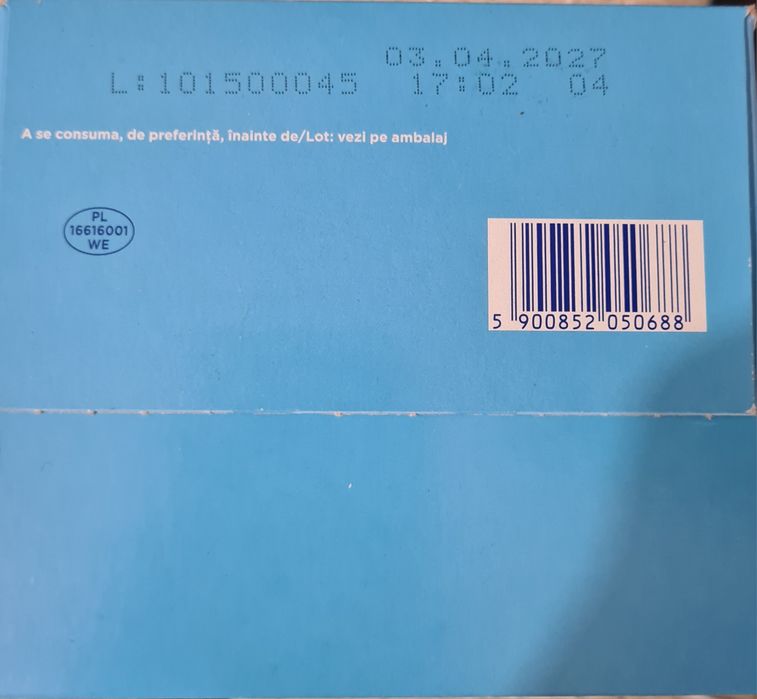 03.04.2027
L:101500045 17:02 04
A se consuma, de preferință, înainte de/Lot: vezi pe ambalaj
PL
16616001
WE
5 900852 050688